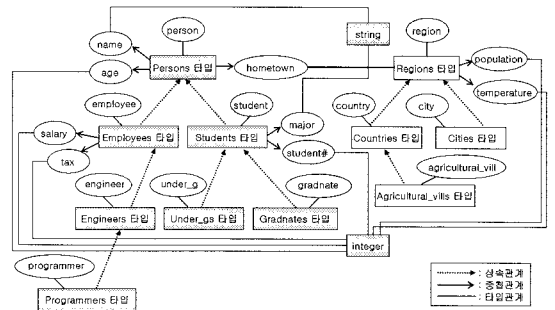 person
region
string
name
population
Persons 타입
hometown
Regions 타입
age
temperature
employee
student
country
city
salary
major
Employees 타입
Students 타입
Countries 타입
Cities 타입
student#
tax
agricultural_vill
engineer
under_g
gradnate
Agricultural_vills 타입
Engineers 타입
Under_gs 타입
Gradnates 타입
integer
programmer
: 상속관계
: 중첩관계
: 타입관계
Programmers 타입